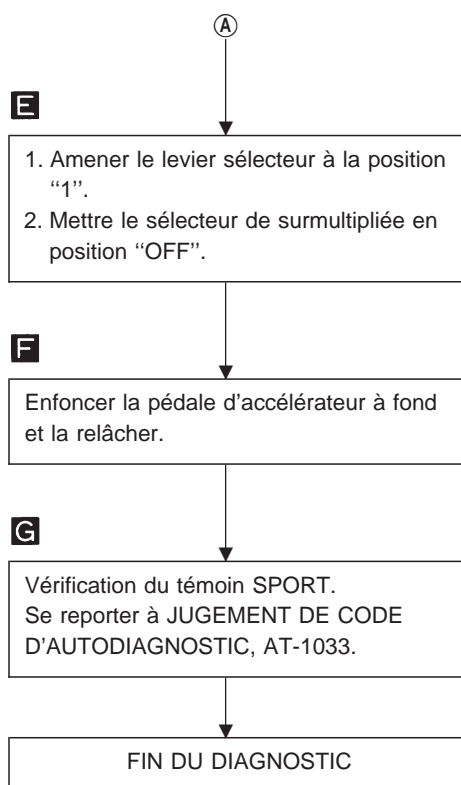 A
E
1. Amener le levier sélecteur à la position
‘‘1’’.
2. Mettre le sélecteur de surmultipliée en
position ‘‘OFF’’.
F
Enfoncer la pédale d’accélérateur à fond
et la relâcher.
G
Vérification du témoin SPORT.
Se reporter à JUGEMENT DE CODE
D’AUTODIAGNOSTIC, AT-1033.
FIN DU DIAGNOSTIC